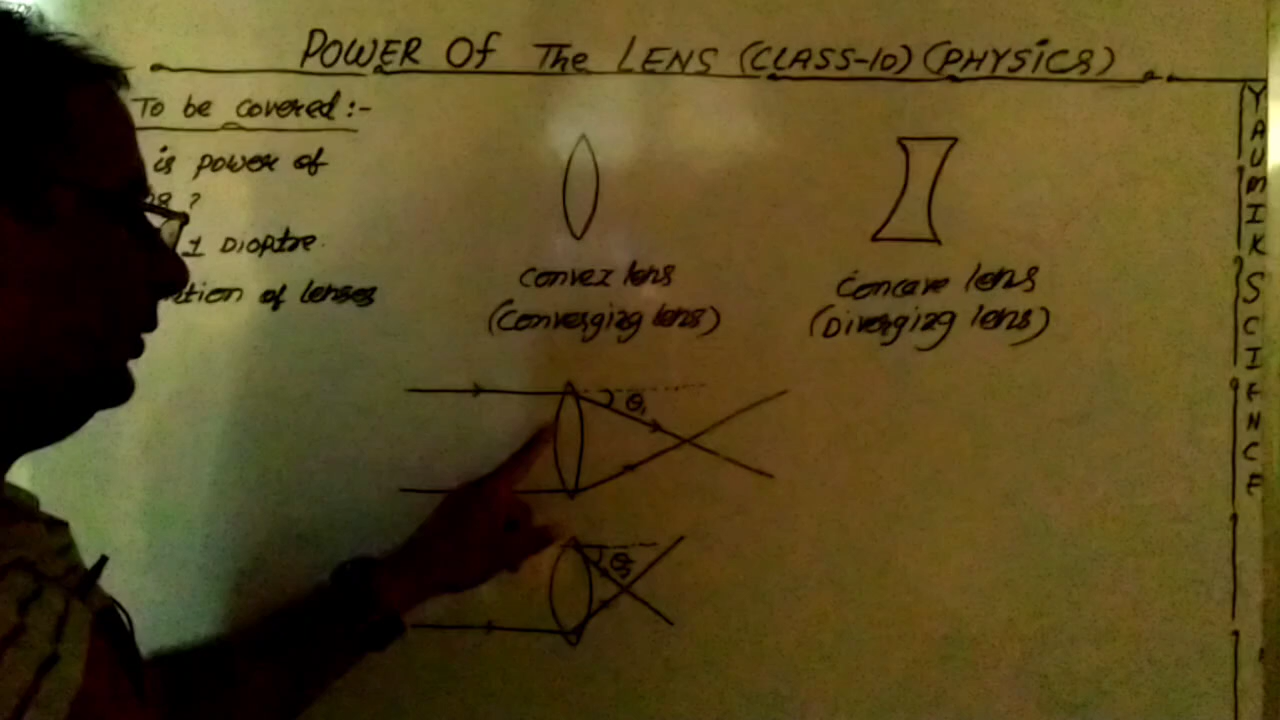 POWER Of The LENS (CLASS-10) (PHYSICS)
To be covered:-
is power of
?
1 Dioptre.
of lenses
Convex lens
(Converging lens)
Concave lens
(Diverging lens)
θ1
θ2
YAUMIK SCIENCE